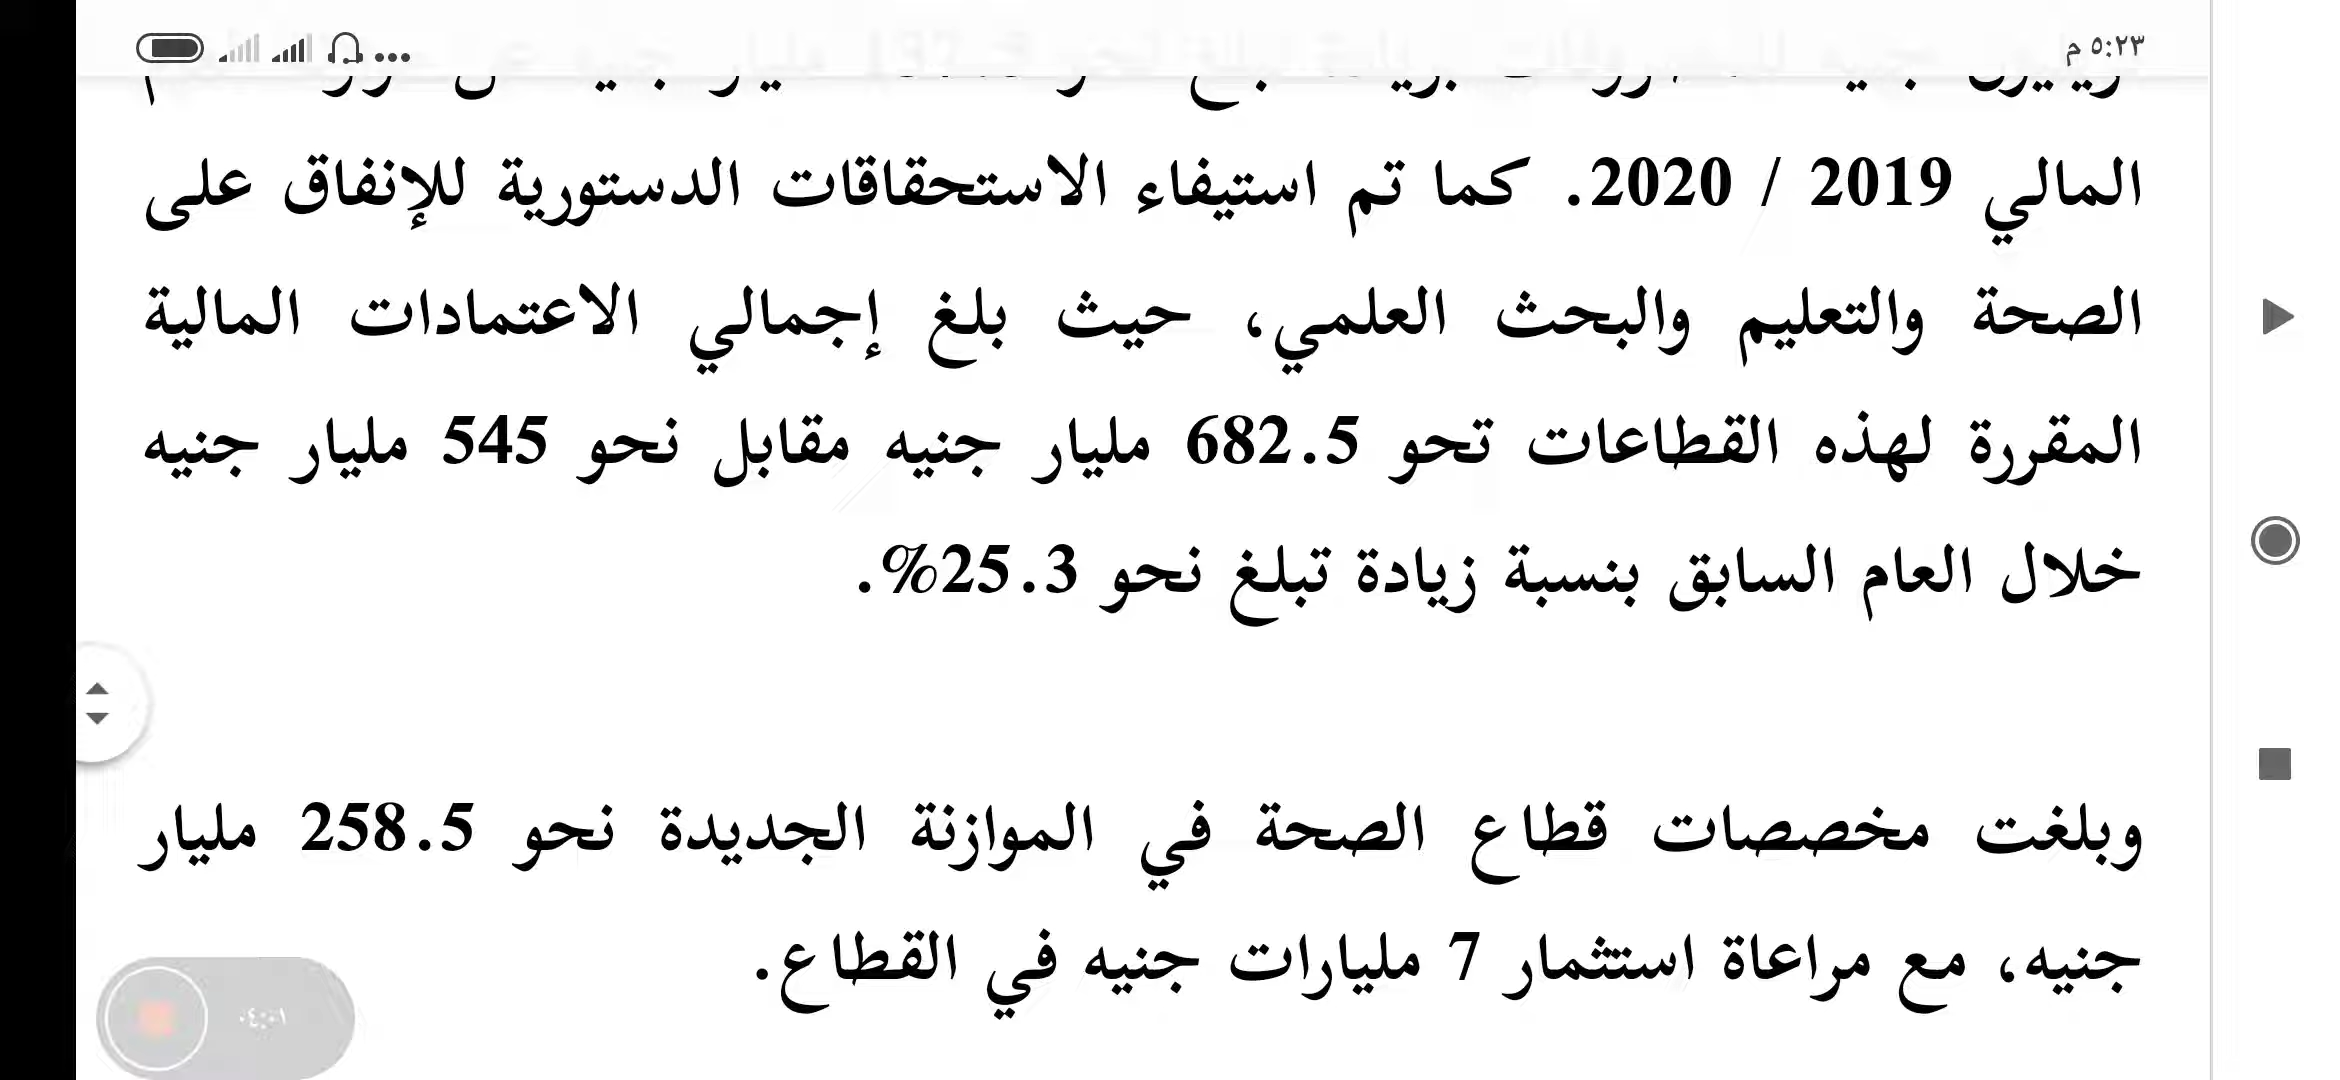 ٥:٢٣ م
المالي 2019 / 2020. كما تم استيفاء الاستحقاقات الدستورية للإنفاق على
الصحة والتعليم والبحث العلمي، حيث بلغ إجمالي الاعتمادات المالية
المقررة لهذه القطاعات تحو 682.5 مليار جنيه مقابل نحو 545 مليار جنيه
خلال العام السابق بنسبة زيادة تبلغ نحو 25.3%.
وبلغت مخصصات قطاع الصحة في الموازنة الجديدة نحو 258.5 مليار
جنيه، مع مراعاة استثمار 7 مليارات جنيه في القطاع.